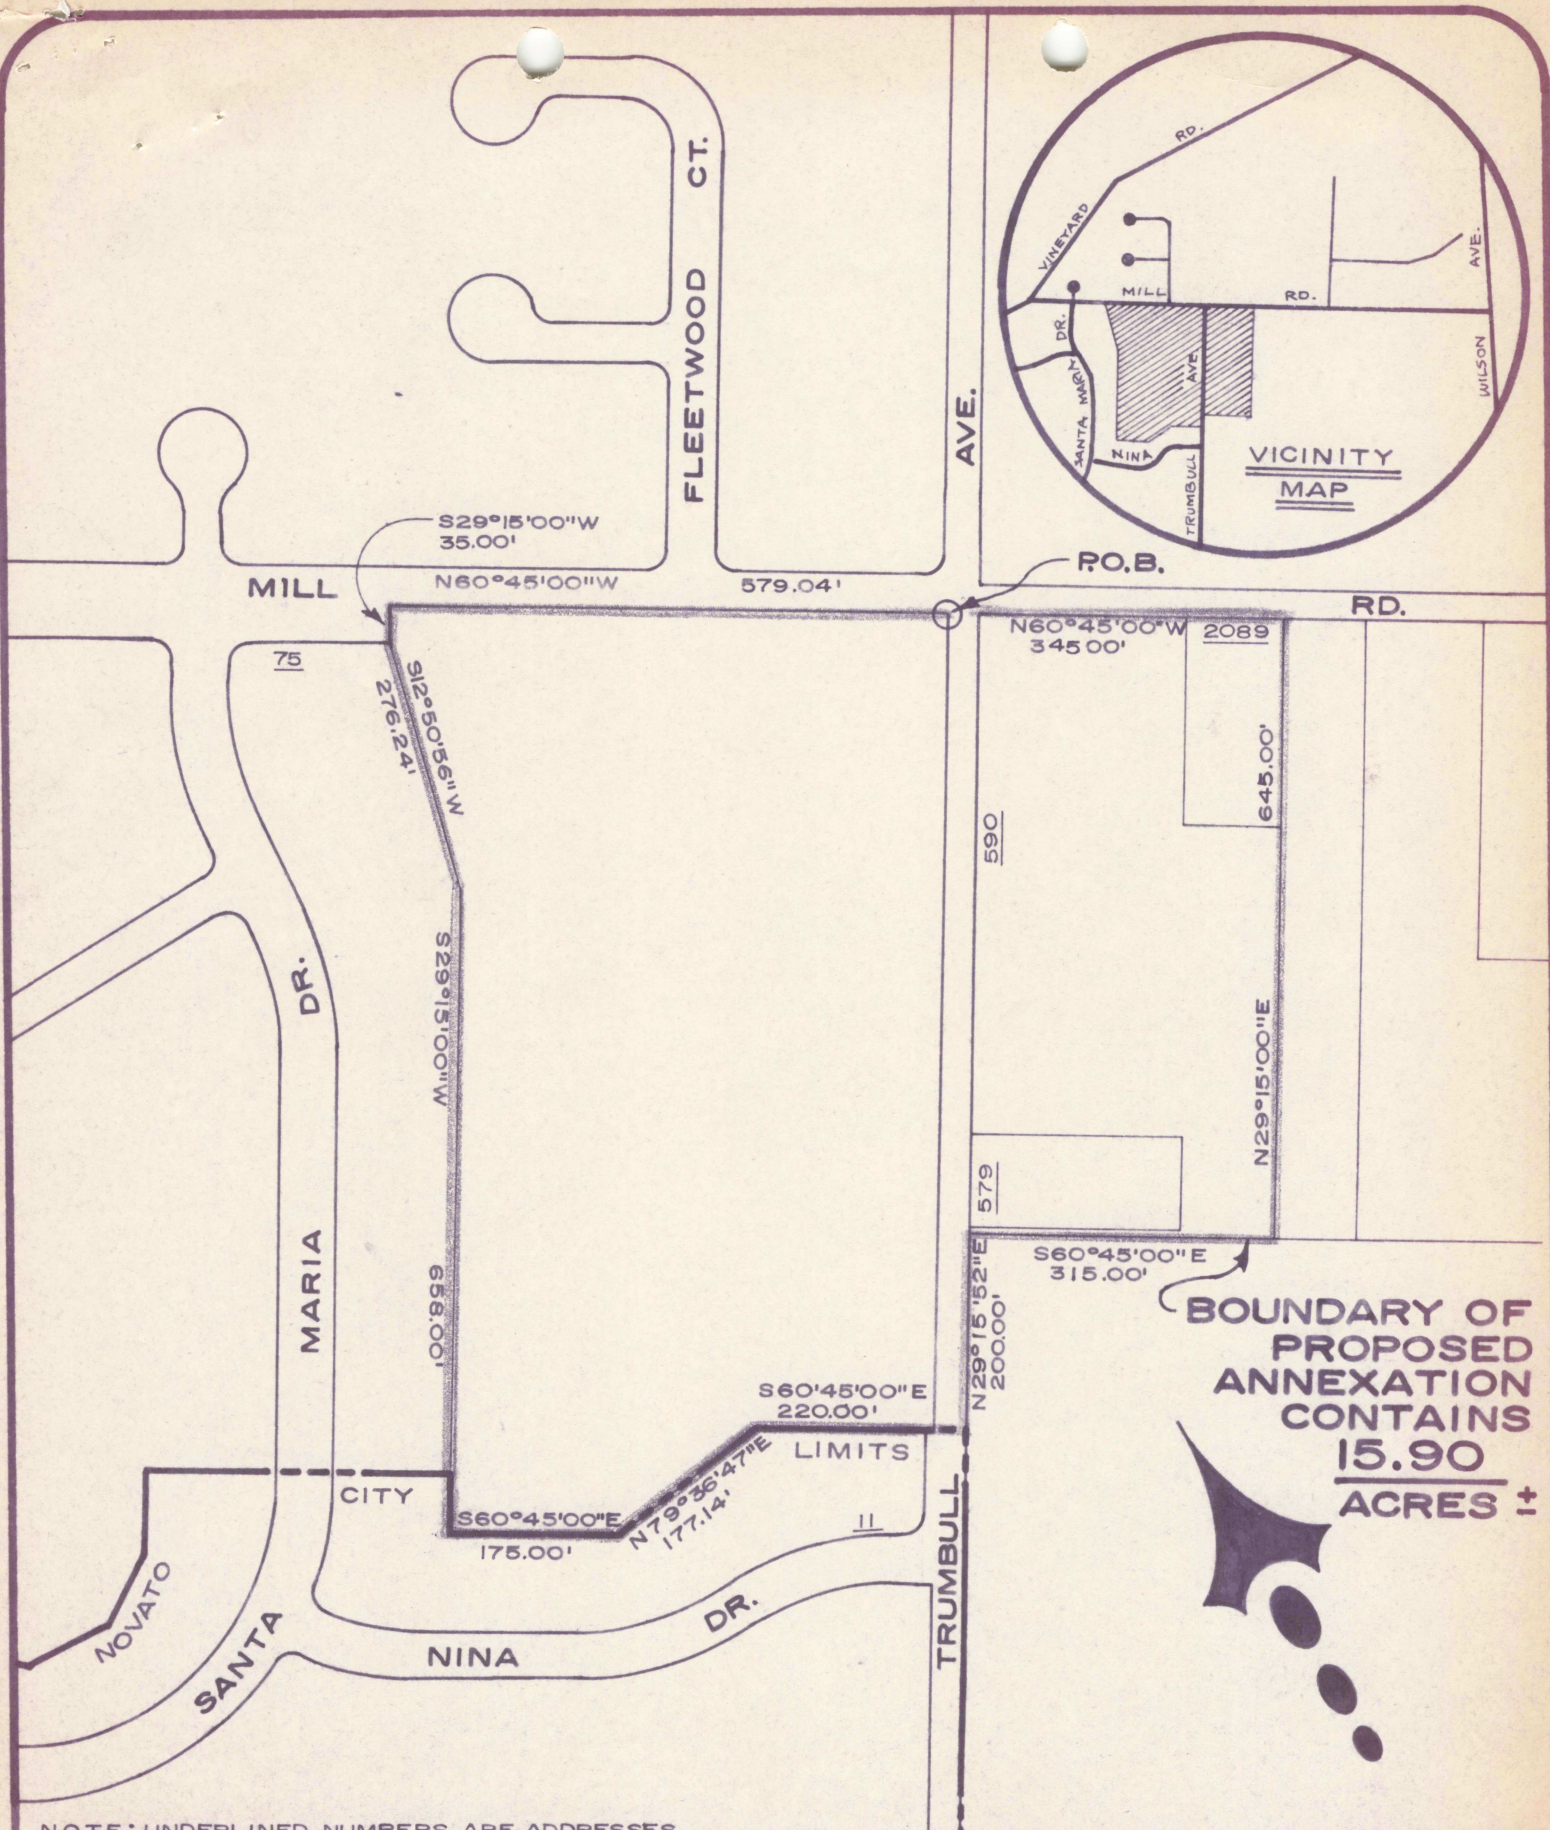 FLEETWOOD CT.
AVE.
VINEYARD
RD.
MILL
RD.
AVE.
WILSON
DR.
SANTA MARIA
AVE.
NINA
TRUMBULL
VICINITY
MAP
S29°15'00"W
35.00'
MILL
N60°45'00"W
579.04'
P.O.B.
RD.
N60°45'00"W
345 00'
2089
75
S12°50'56"W
276.24'
645.00'
590
DR.
S29°15'00"W
N29°15'00"E
579
MARIA
658.00'
N29°15'52"E
200.00'
S60°45'00"E
315.00'
BOUNDARY OF
PROPOSED
ANNEXATION
CONTAINS
15.90
ACRES ±
S60'45'00"E
220.00'
LIMITS
CITY
S60°45'00"E
175.00'
N79°36'47"E
177.14'
11
TRUMBULL
NOVATO
SANTA
NINA
DR.
NOTE: UNDERLINED NUMBERS ARE ADDRESSES